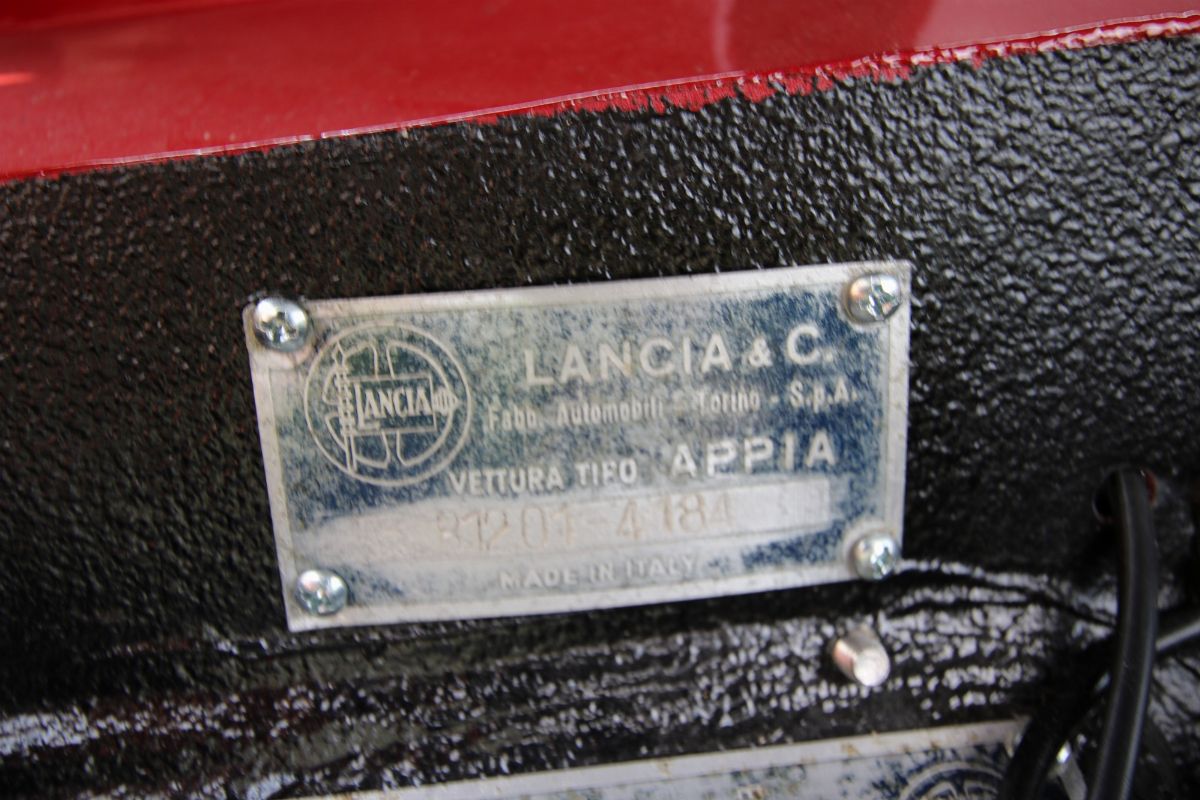 LANCIA
LANCIA & C.
Fabb. Automobili - Torino - S.p.A.
VETTURA TIPO APPIA
81201-4184
MADE IN ITALY